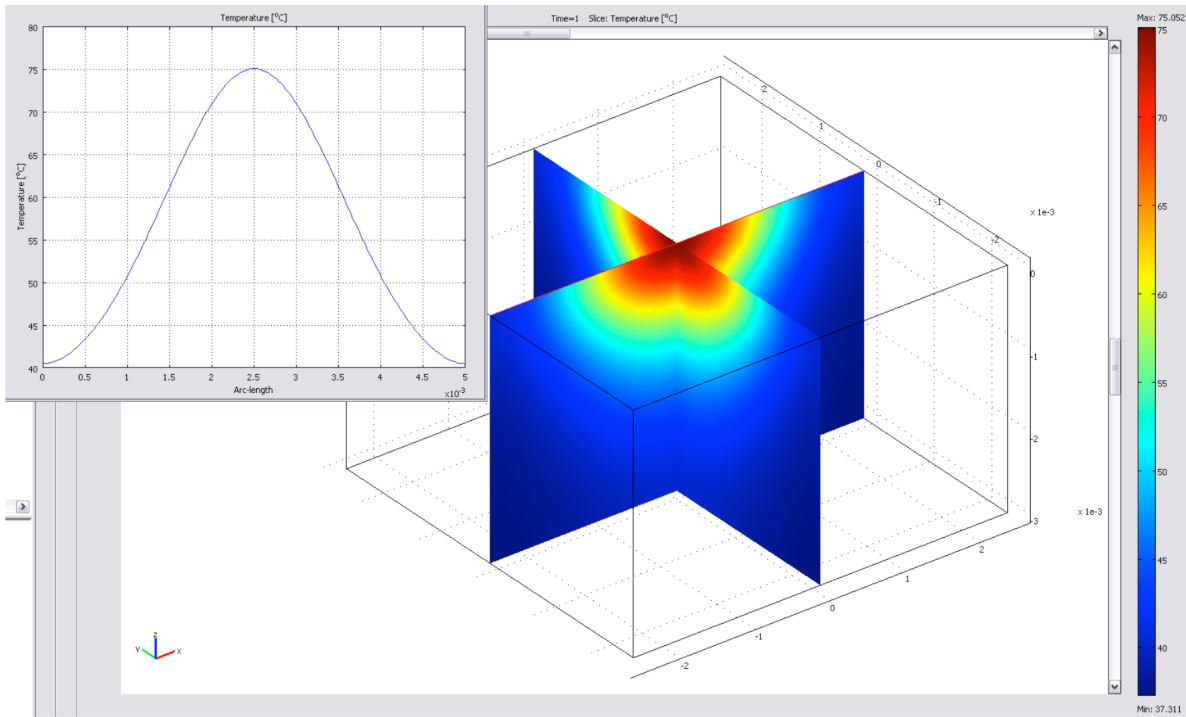 Temperature [°C]
80
75
70
65
60
55
50
45
40
Temperature [°C]
0 0.5 1 1.5 2 2.5 3 3.5 4 4.5 5
Arc-length
x10-3
Time=1 Slice: Temperature [°C]
2
1
0
-1
-2
x 1e-3
0
-1
-2
-3
x 1e-3
-2
-1
0
1
2
z
y
x
Max: 75.052
75
70
65
60
55
50
45
40
Min: 37.311